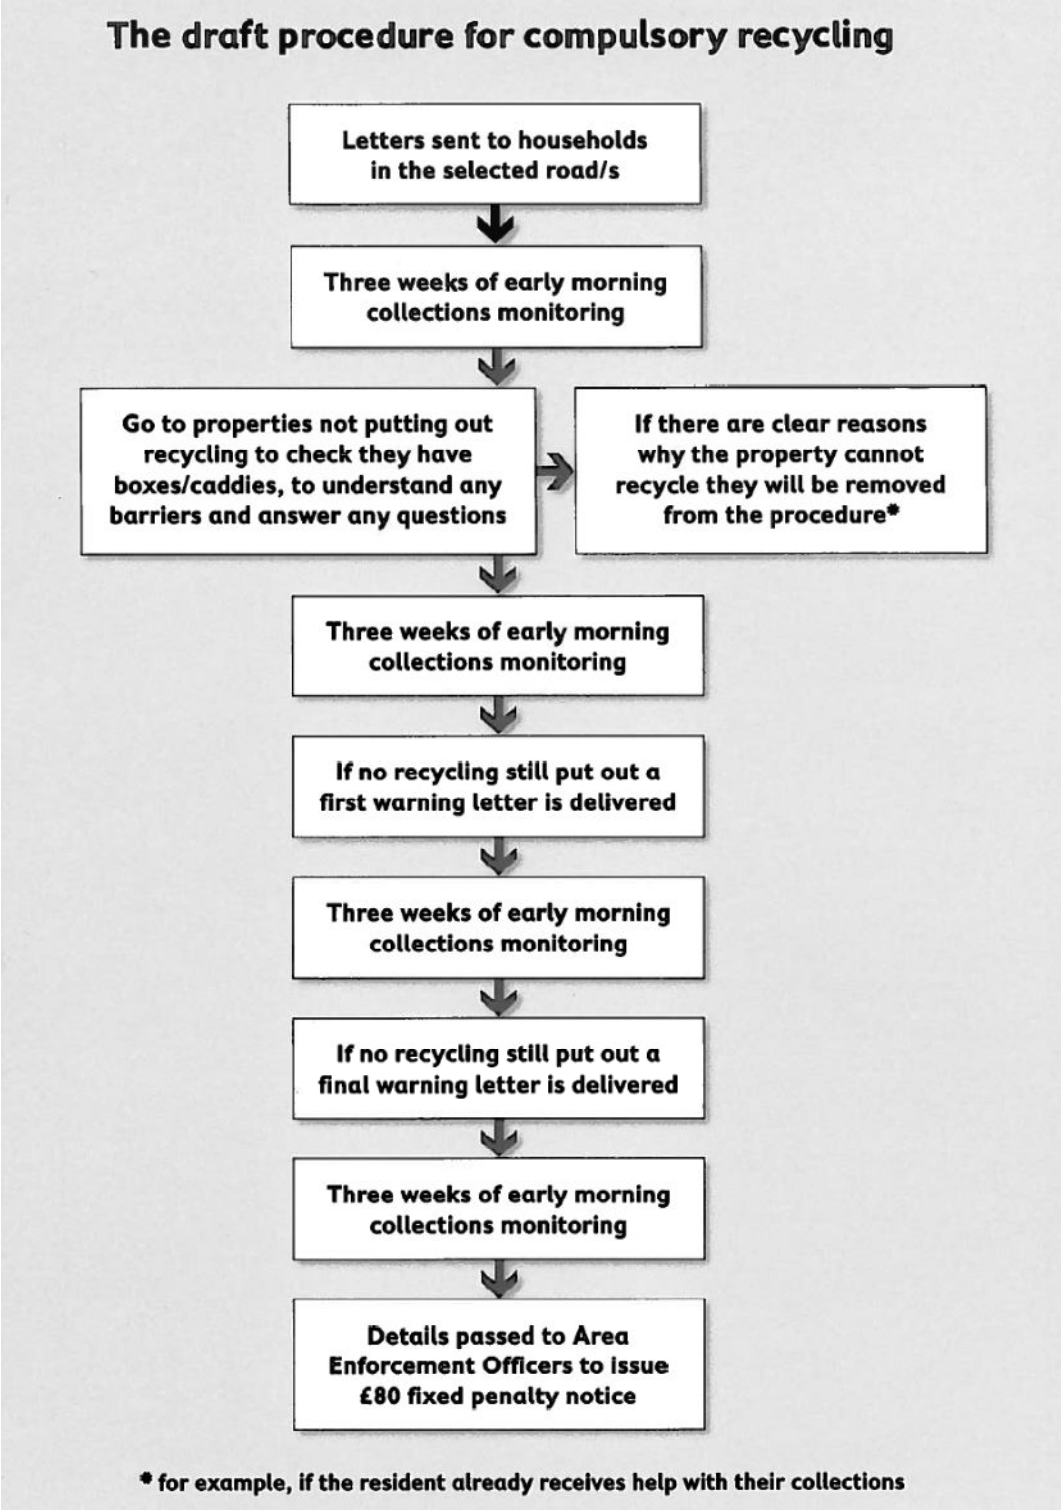 The draft procedure for compulsory recycling
Letters sent to households
in the selected road/s
Three weeks of early morning
collections monitoring
Go to properties not putting out
recycling to check they have
boxes/caddies, to understand any
barriers and answer any questions
If there are clear reasons
why the property cannot
recycle they will be removed
from the procedure*
Three weeks of early morning
collections monitoring
If no recycling still put out a
first warning letter is delivered
Three weeks of early morning
collections monitoring
If no recycling still put out a
final warning letter is delivered
Three weeks of early morning
collections monitoring
Details passed to Area
Enforcement Officers to issue
£80 fixed penalty notice
* for example, if the resident already receives help with their collections